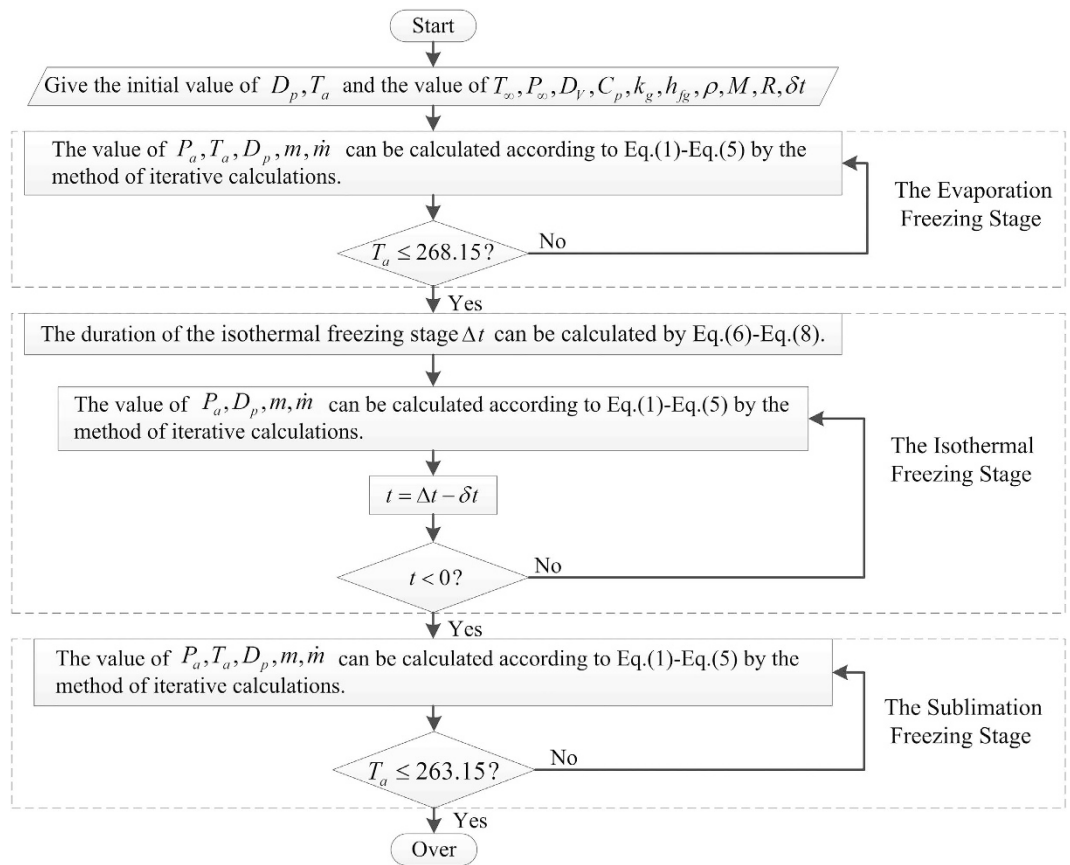 Start
Give the initial value of D_p, T_a and the value of T_∞, P_∞, D_V, C_p, k_g, h_fg, ρ, M, R, δt
The value of P_a, T_a, D_p, m, ṁ can be calculated according to Eq.(1)-Eq.(5) by the
method of iterative calculations.
The Evaporation
Freezing Stage
T_a ≤ 268.15?
No
Yes
The duration of the isothermal freezing stage Δt can be calculated by Eq.(6)-Eq.(8).
The value of P_a, D_p, m, ṁ can be calculated according to Eq.(1)-Eq.(5) by the
method of iterative calculations.
The Isothermal
Freezing Stage
t = Δt − δt
t < 0?
No
Yes
The value of P_a, T_a, D_p, m, ṁ can be calculated according to Eq.(1)-Eq.(5) by the
method of iterative calculations.
The Sublimation
Freezing Stage
T_a ≤ 263.15?
No
Yes
Over